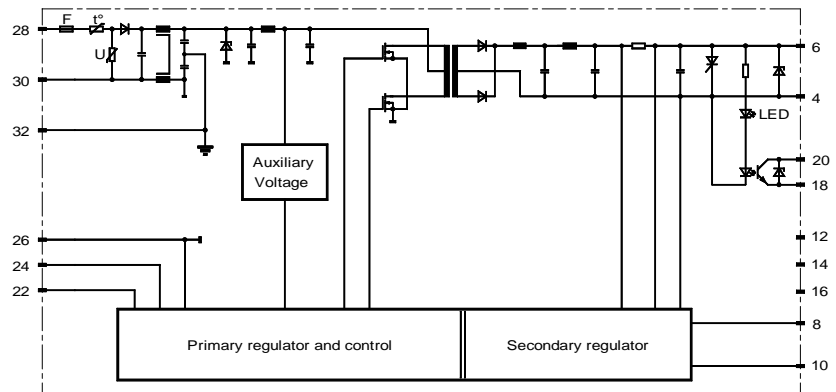 28
F
t°
U
30
32
6
4
LED
20
18
Auxiliary
Voltage
26
24
22
12
14
16
8
10
Primary regulator and control
Secondary regulator